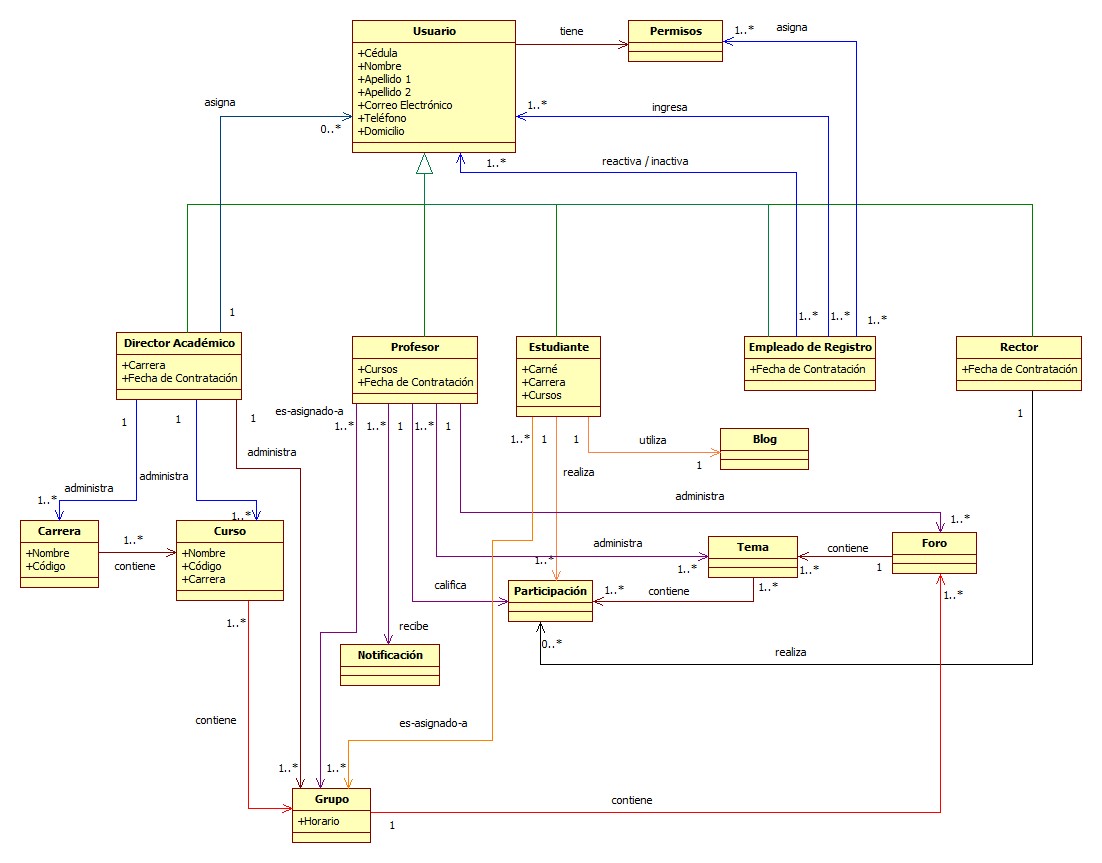 Usuario
+Cédula
+Nombre
+Apellido 1
+Apellido 2
+Correo Electrónico
+Teléfono
+Domicilio
tiene
Permisos
1..*
asigna
asigna
0..*
1..*
ingresa
1..*
reactiva / inactiva
1
1..*
1..*
1..*
Director Académico
+Carrera
+Fecha de Contratación
Profesor
+Cursos
+Fecha de Contratación
Estudiante
+Carné
+Carrera
+Cursos
Empleado de Registro
+Fecha de Contratación
Rector
+Fecha de Contratación
1
1
1
es-asignado-a
1..*
1..*
1
1..*
1
1..*
1
1
1
utiliza
1
Blog
administra
administra
administra
realiza
1..*
1..*
administra
1..*
Carrera
+Nombre
+Código
1..*
contiene
Curso
+Nombre
+Código
+Carrera
administra
1..*
Tema
1..*
contiene
1
Foro
1..*
califica
Participación
1..*
contiene
1..*
1..*
1..*
recibe
Notificación
0..*
realiza
contiene
es-asignado-a
1..*
1..*
Grupo
+Horario
contiene
1